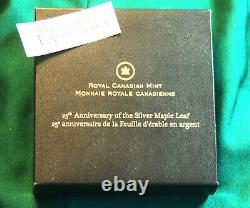 ROYAL CANADIAN MINT
MONNAIE ROYALE CANADIENNE
25th Anniversary of the Silver Maple Leaf
25e anniversaire de la Feuille d'érable en argent